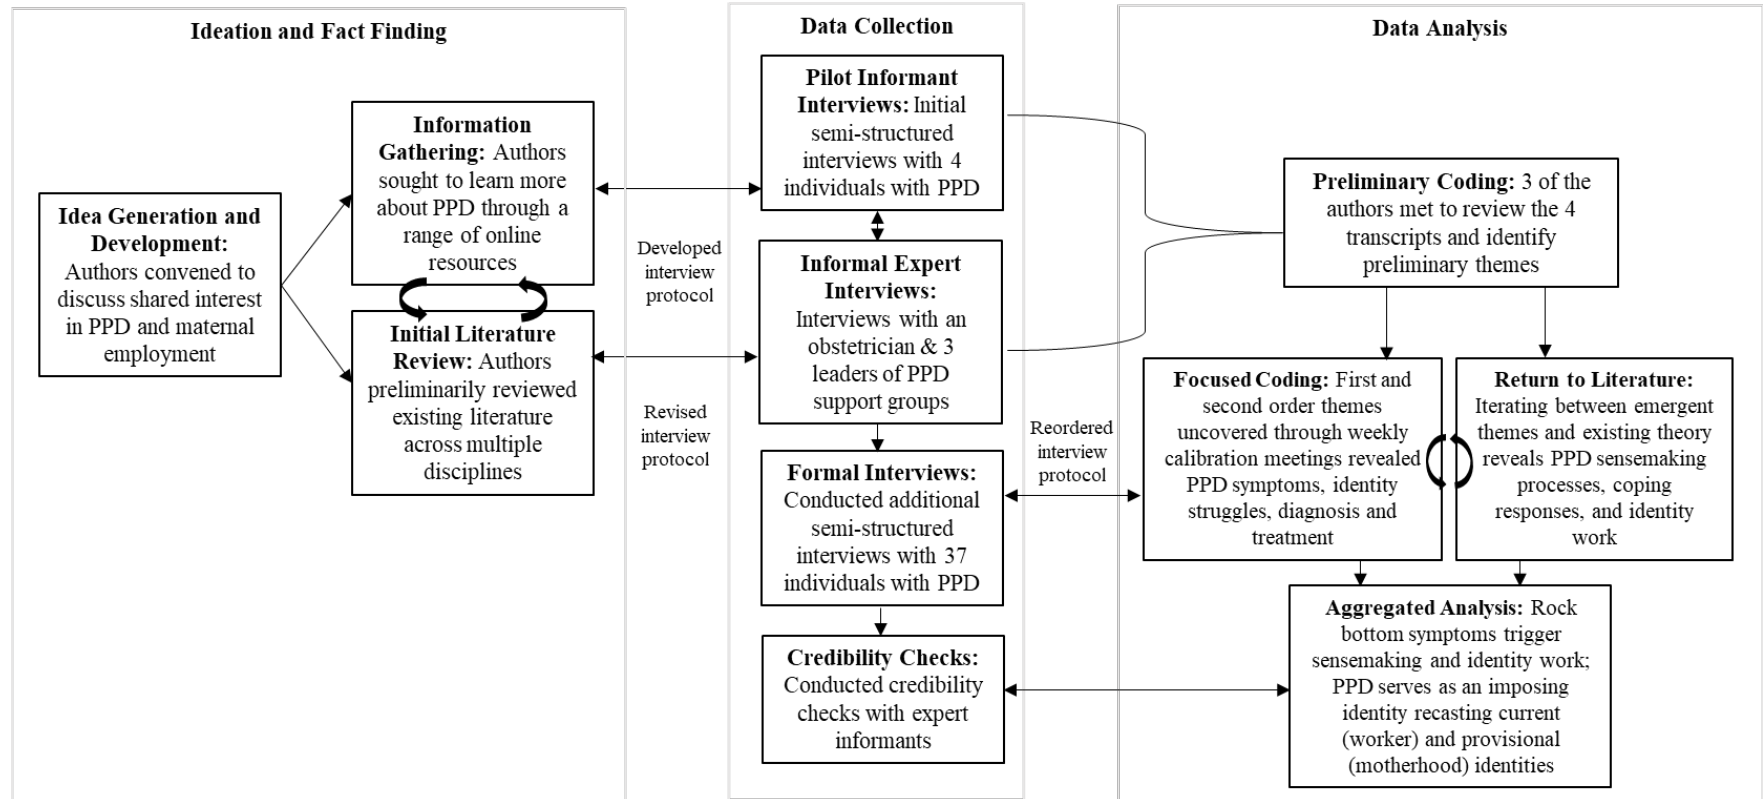 Ideation and Fact Finding
Idea Generation and
Development:
Authors convened to
discuss shared interest
in PPD and maternal
employment
Information
Gathering: Authors
sought to learn more
about PPD through a
range of online
resources
Initial Literature
Review: Authors
preliminarily reviewed
existing literature
across multiple
disciplines
Developed
interview
protocol
Revised
interview
protocol
Data Collection
Pilot Informant
Interviews: Initial
semi-structured
interviews with 4
individuals with PPD
Informal Expert
Interviews:
Interviews with an
obstetrician & 3
leaders of PPD
support groups
Formal Interviews:
Conducted additional
semi-structured
interviews with 37
individuals with PPD
Credibility Checks:
Conducted credibility
checks with expert
informants
Reordered
interview
protocol
Data Analysis
Preliminary Coding: 3 of the
authors met to review the 4
transcripts and identify
preliminary themes
Focused Coding: First and
second order themes
uncovered through weekly
calibration meetings revealed
PPD symptoms, identity
struggles, diagnosis and
treatment
Return to Literature:
Iterating between emergent
themes and existing theory
reveals PPD sensemaking
processes, coping
responses, and identity
work
Aggregated Analysis: Rock
bottom symptoms trigger
sensemaking and identity work;
PPD serves as an imposing
identity recasting current
(worker) and provisional
(motherhood) identities